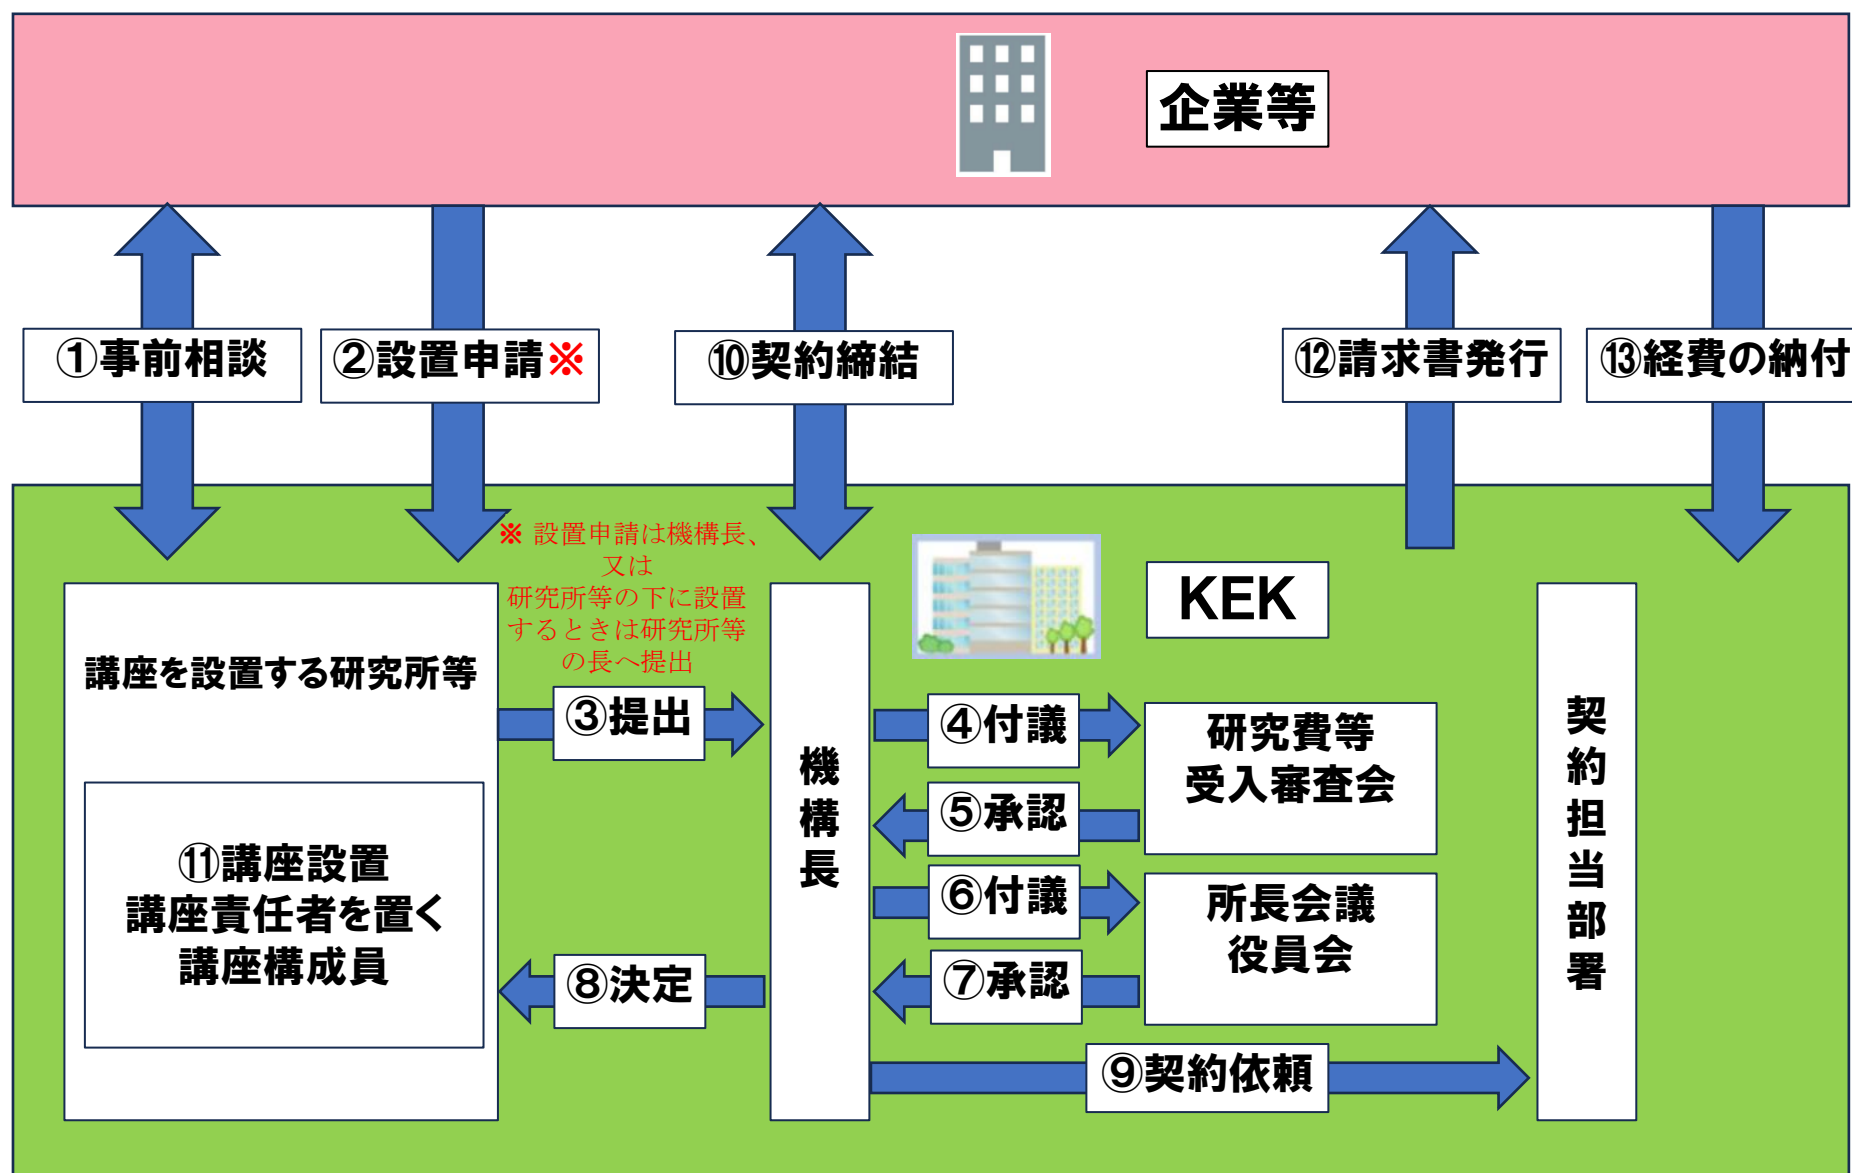 企業等
①事前相談
②設置申請※
⑩契約締結
⑫請求書発行
⑬経費の納付
※ 設置申請は機構長、
又は
研究所等の下に設置
するときは研究所等
の長へ提出
KEK
講座を設置する研究所等
③提出
④付議
研究費等
受入審査会
⑤承認
⑥付議
所長会議
役員会
⑦承認
⑧決定
⑪講座設置
講座責任者を置く
講座構成員
機構長
契約担当部署
⑨契約依頼